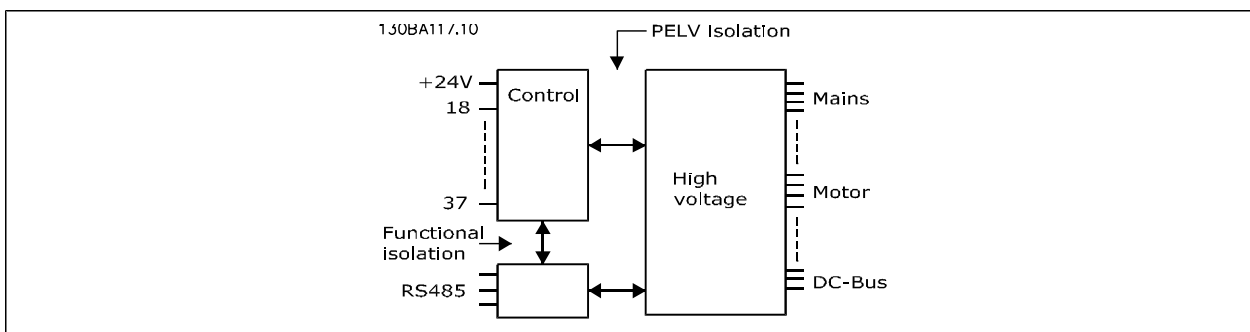 130BA117.10
PELV Isolation
+24V
Control
18
Mains
High
voltage
Motor
37
Functional
isolation
RS485
DC-Bus